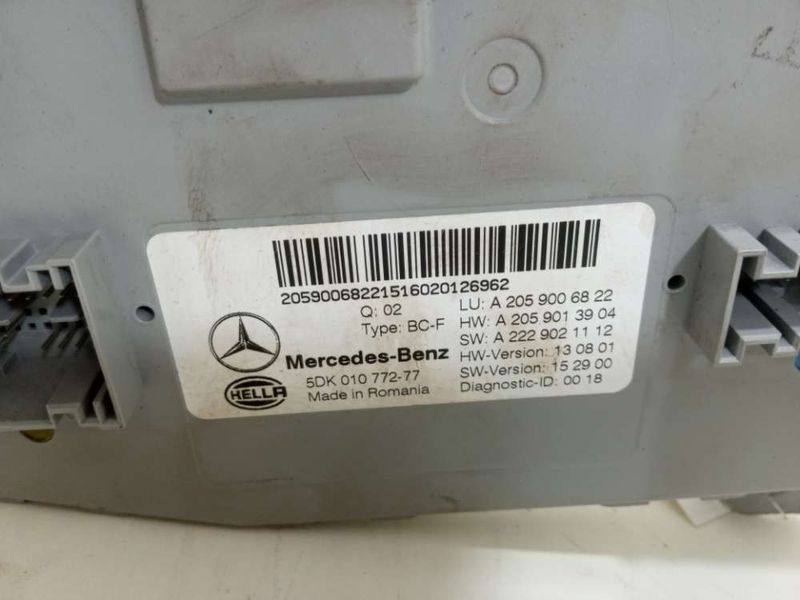 20590068221516020126962
Q: 02
Type: BC-F
Mercedes-Benz
HELLA
5DK 010 772-77
Made in Romania
LU: A 205 900 68 22
HW: A 205 901 39 04
SW: A 222 902 11 12
HW-Version: 13 08 01
SW-Version: 15 29 00
Diagnostic-ID: 00 18